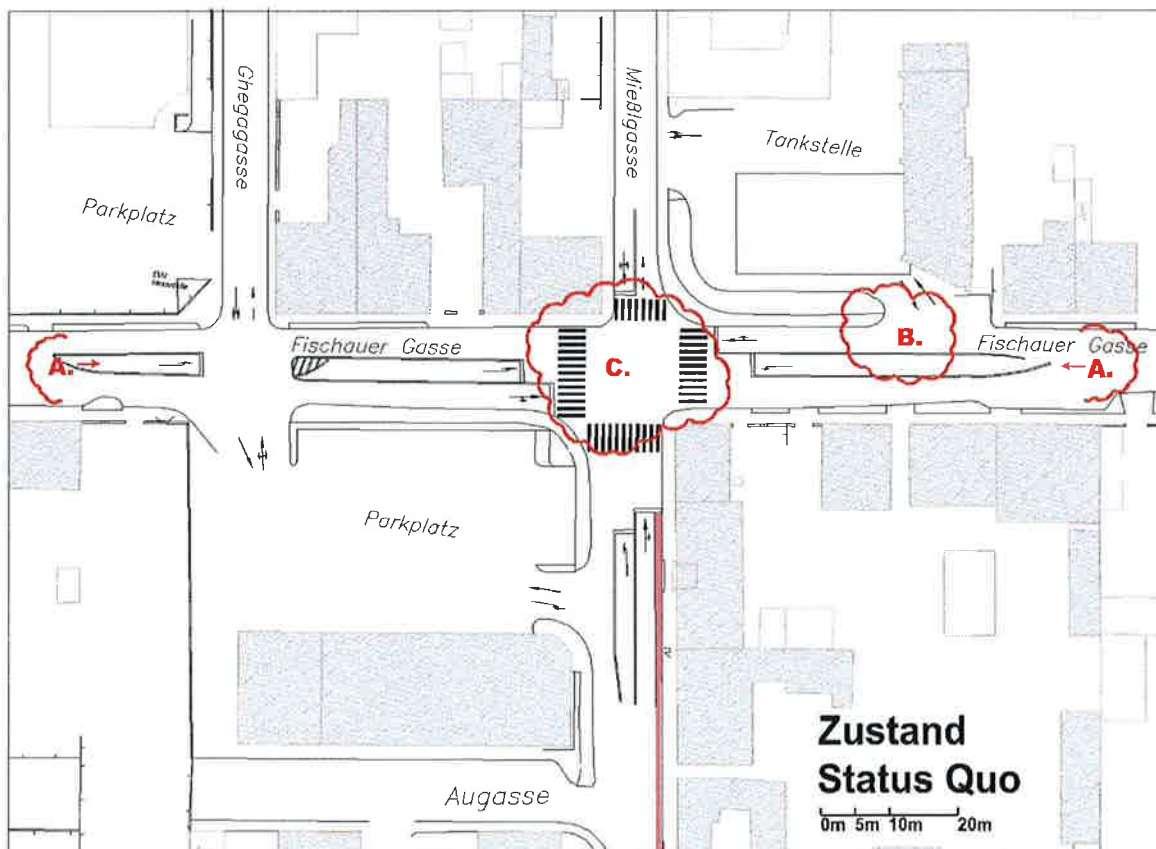 Ghegagasse
Mießlgasse
Tankstelle
Parkplatz
Fischauer Gasse
Fischauer Gasse
A.
C.
B.
A.
Parkplatz
Augasse
Zustand
Status Quo
0m 5m 10m 20m